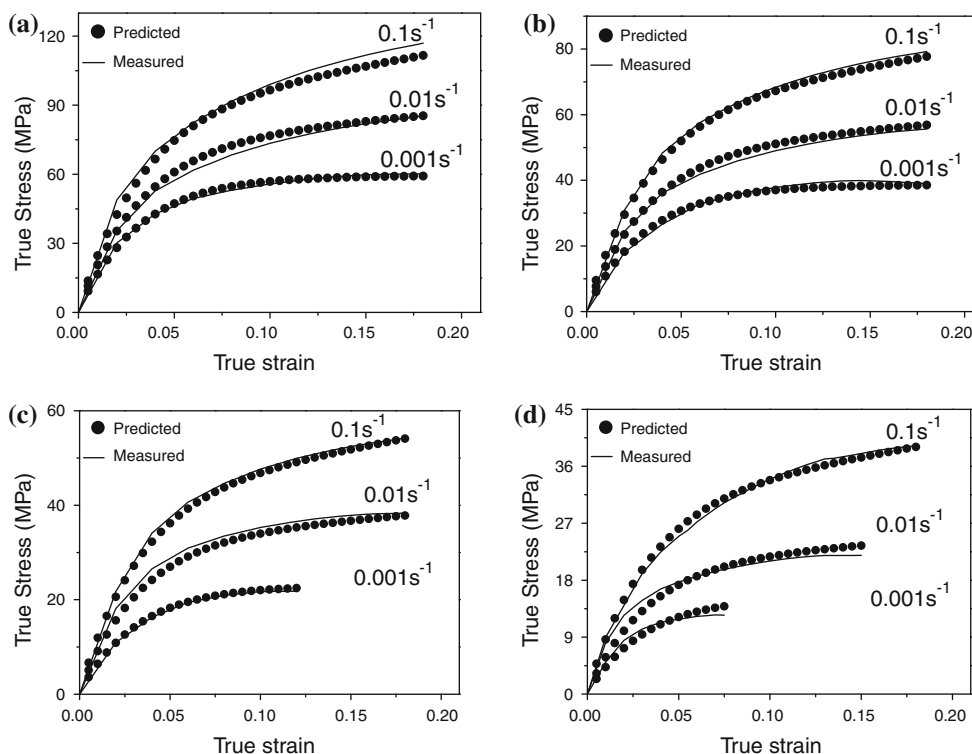 (a)
120
90
60
30
0
True Stress (MPa)
Predicted
Measured
0.1s⁻¹
0.01s⁻¹
0.001s⁻¹
0.00 0.05 0.10 0.15 0.20
True strain
(b)
80
60
40
20
0
True Stress (MPa)
Predicted
Measured
0.1s⁻¹
0.01s⁻¹
0.001s⁻¹
0.00 0.05 0.10 0.15 0.20
True strain
(c)
60
40
20
0
True Stress (MPa)
Predicted
Measured
0.1s⁻¹
0.01s⁻¹
0.001s⁻¹
0.00 0.05 0.10 0.15 0.20
True strain
(d)
45
36
27
18
9
0
True Stress (MPa)
Predicted
Measured
0.1s⁻¹
0.01s⁻¹
0.001s⁻¹
0.00 0.05 0.10 0.15 0.20
True strain